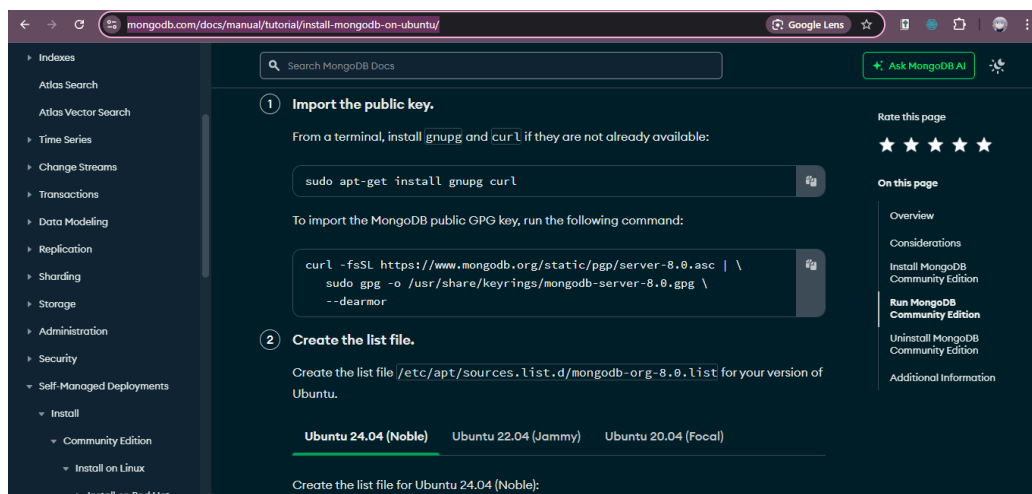 mongodb.com/docs/manual/tutorial/install-mongodb-on-ubuntu/
Google Lens
Indexes
Atlas Search
Atlas Vector Search
Time Series
Change Streams
Transactions
Data Modeling
Replication
Sharding
Storage
Administration
Security
Self-Managed Deployments
Install
Community Edition
Install on Linux
Install on Red Hat
Search MongoDB Docs
Ask MongoDB AI
1 Import the public key.
From a terminal, install gnupg and curl if they are not already available:
sudo apt-get install gnupg curl
To import the MongoDB public GPG key, run the following command:
curl -fsSL https://www.mongodb.org/static/pgp/server-8.0.asc | \
sudo gpg -o /usr/share/keyrings/mongodb-server-8.0.gpg \
--dearmor
2 Create the list file.
Create the list file /etc/apt/sources.list.d/mongodb-org-8.0.list for your version of
Ubuntu.
Ubuntu 24.04 (Noble) Ubuntu 22.04 (Jammy) Ubuntu 20.04 (Focal)
Create the list file for Ubuntu 24.04 (Noble):
Rate this page
On this page
Overview
Considerations
Install MongoDB
Community Edition
Run MongoDB
Community Edition
Uninstall MongoDB
Community Edition
Additional Information